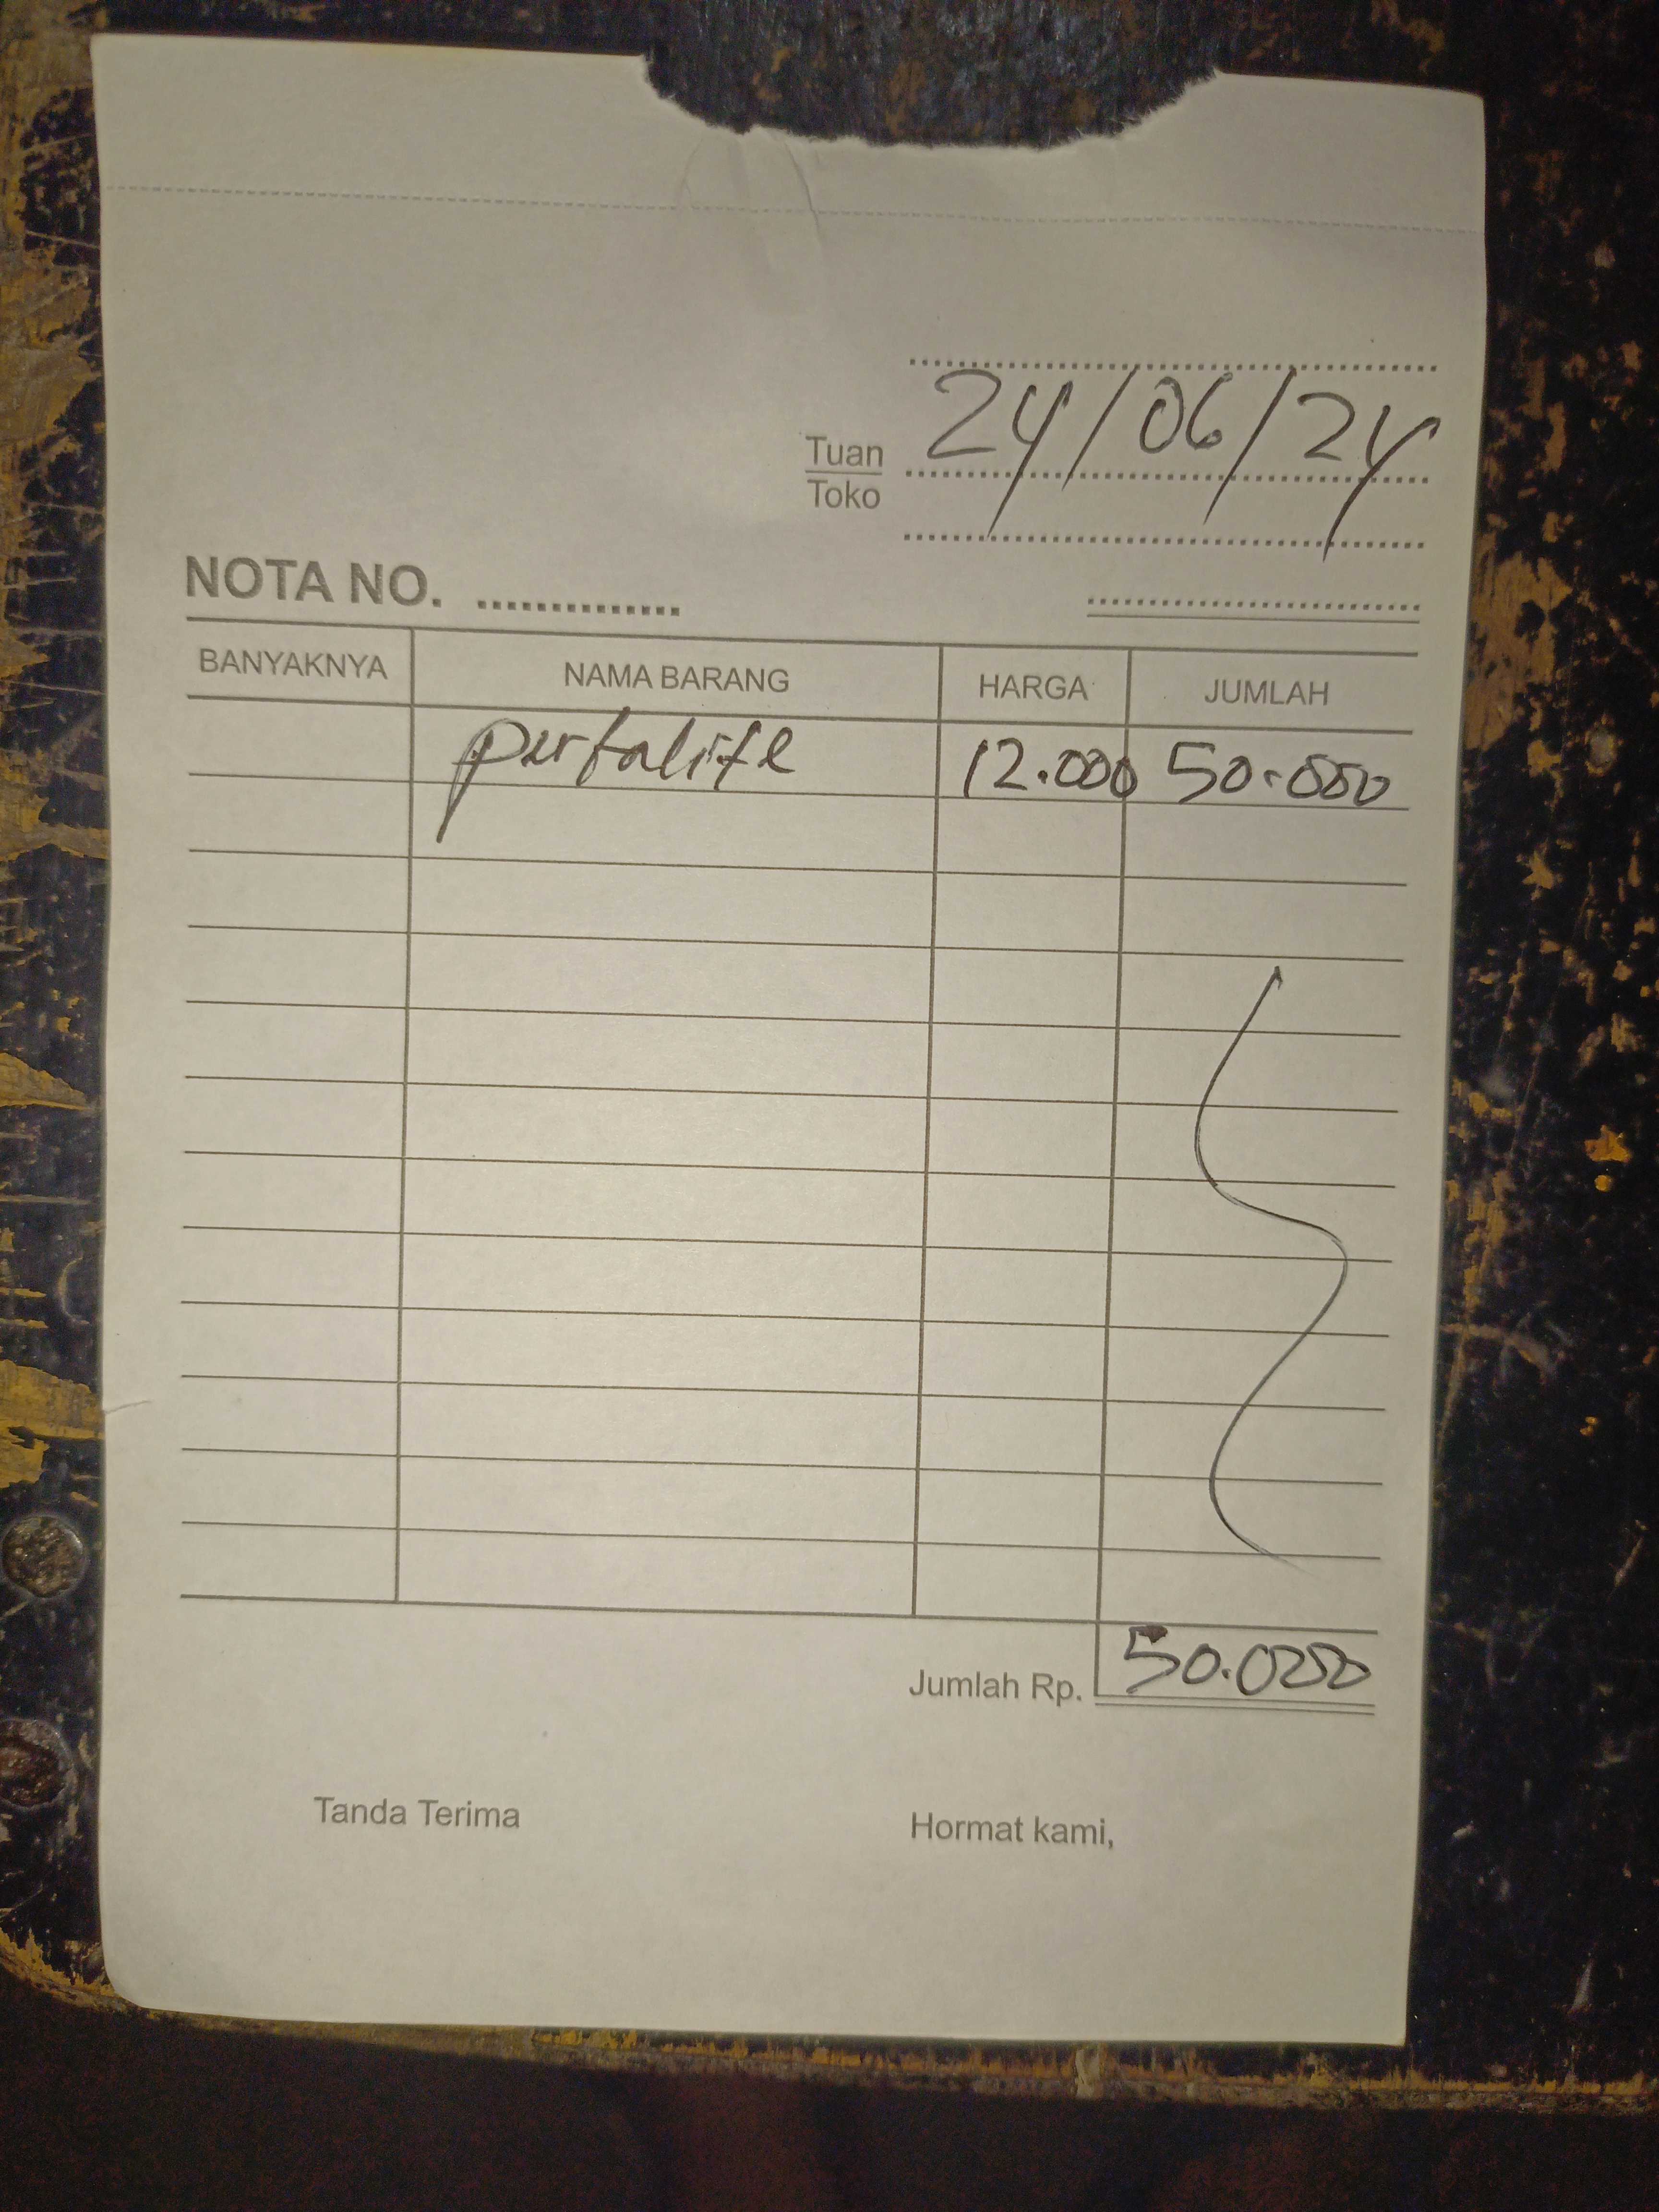 24/06/24
Tuan
Toko
NOTA NO. ..............
BANYAKNYA NAMA BARANG HARGA JUMLAH
pertalite 12.000 50.000
Jumlah Rp. 50.000
Tanda Terima Hormat kami,